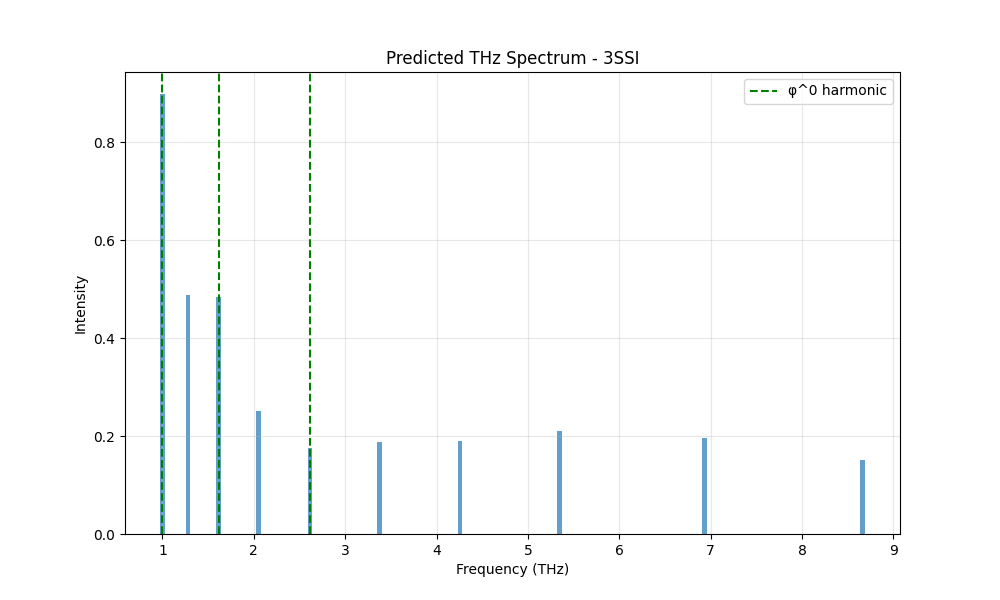 Predicted THz Spectrum - 3SSI
φ^0 harmonic
Intensity
0.8
0.6
0.4
0.2
0.0
1 2 3 4 5 6 7 8 9
Frequency (THz)